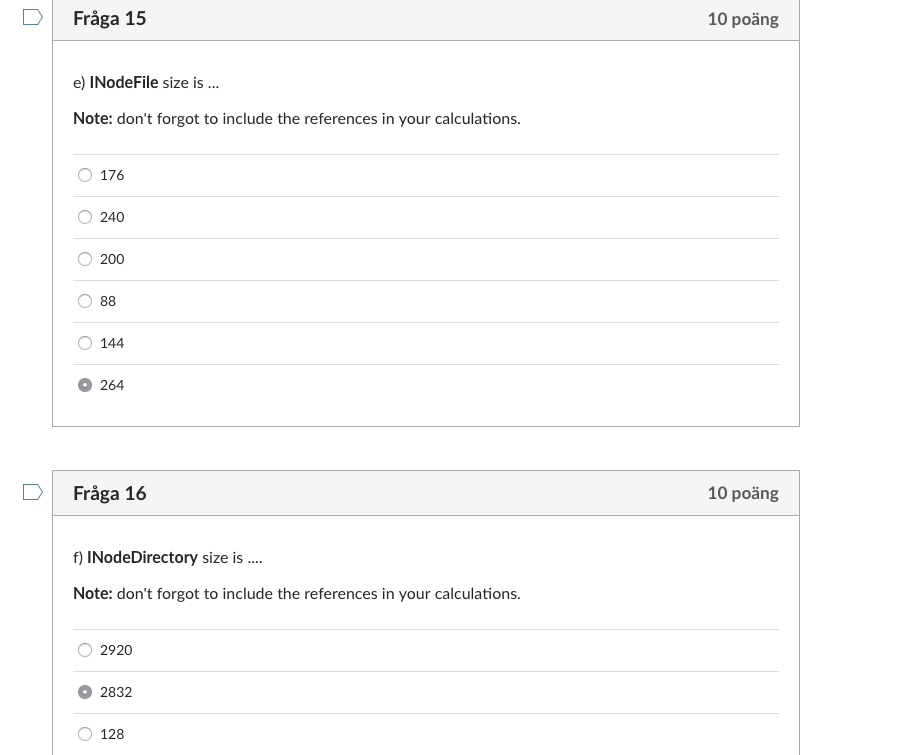 Fråga 15
10 poäng
e) INodeFile size is ...
Note: don't forgot to include the references in your calculations.
176
240
200
88
144
264
Fråga 16
10 poäng
f) INodeDirectory size is ....
Note: don't forgot to include the references in your calculations.
2920
2832
128